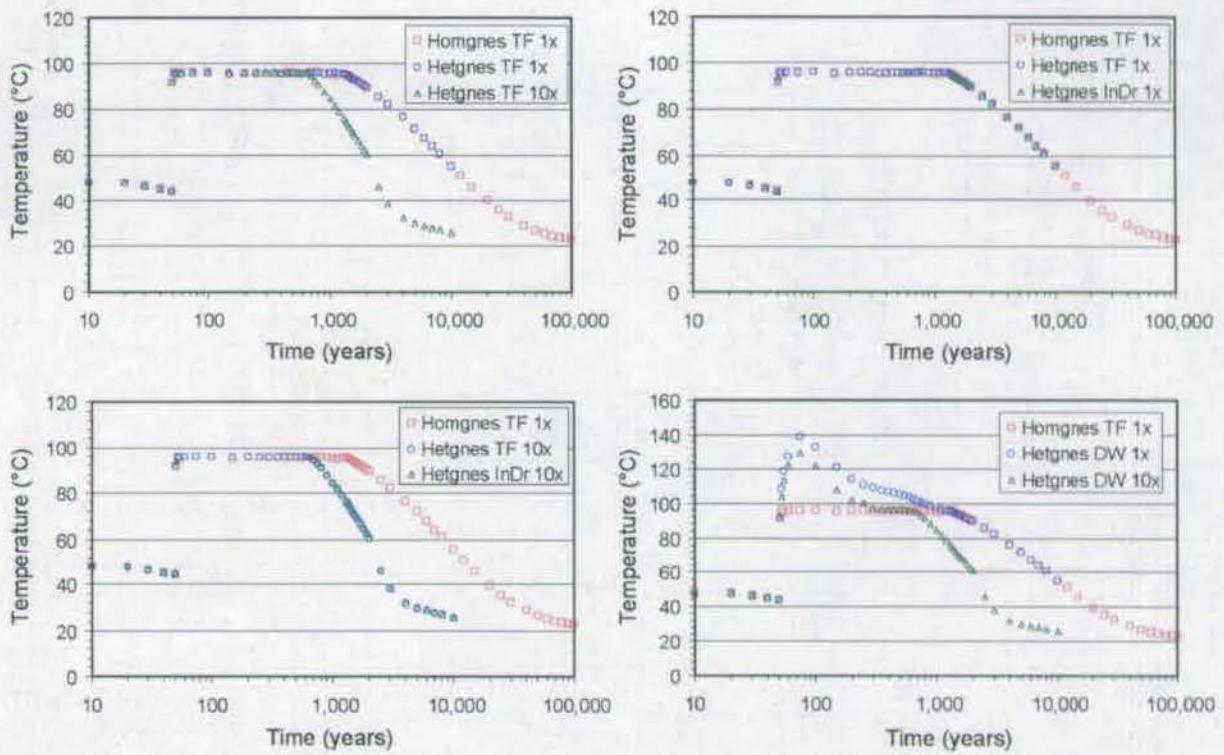 120
100
80
60
40
20
0
Temperature (°C)
Homgnes TF 1x
Hetgnes TF 1x
Hetgnes TF 10x
10 100 1,000 10,000 100,000
Time (years)
120
100
80
60
40
20
0
Temperature (°C)
Homgnes TF 1x
Hetgnes TF 1x
Hetgnes InDr 1x
10 100 1,000 10,000 100,000
Time (years)
120
100
80
60
40
20
0
Temperature (°C)
Homgnes TF 1x
Hetgnes TF 10x
Hetgnes InDr 10x
10 100 1,000 10,000 100,000
Time (years)
160
140
120
100
80
60
40
20
0
Temperature (°C)
Homgnes TF 1x
Hetgnes DW 1x
Hetgnes DW 10x
10 100 1,000 10,000 100,000
Time (years)